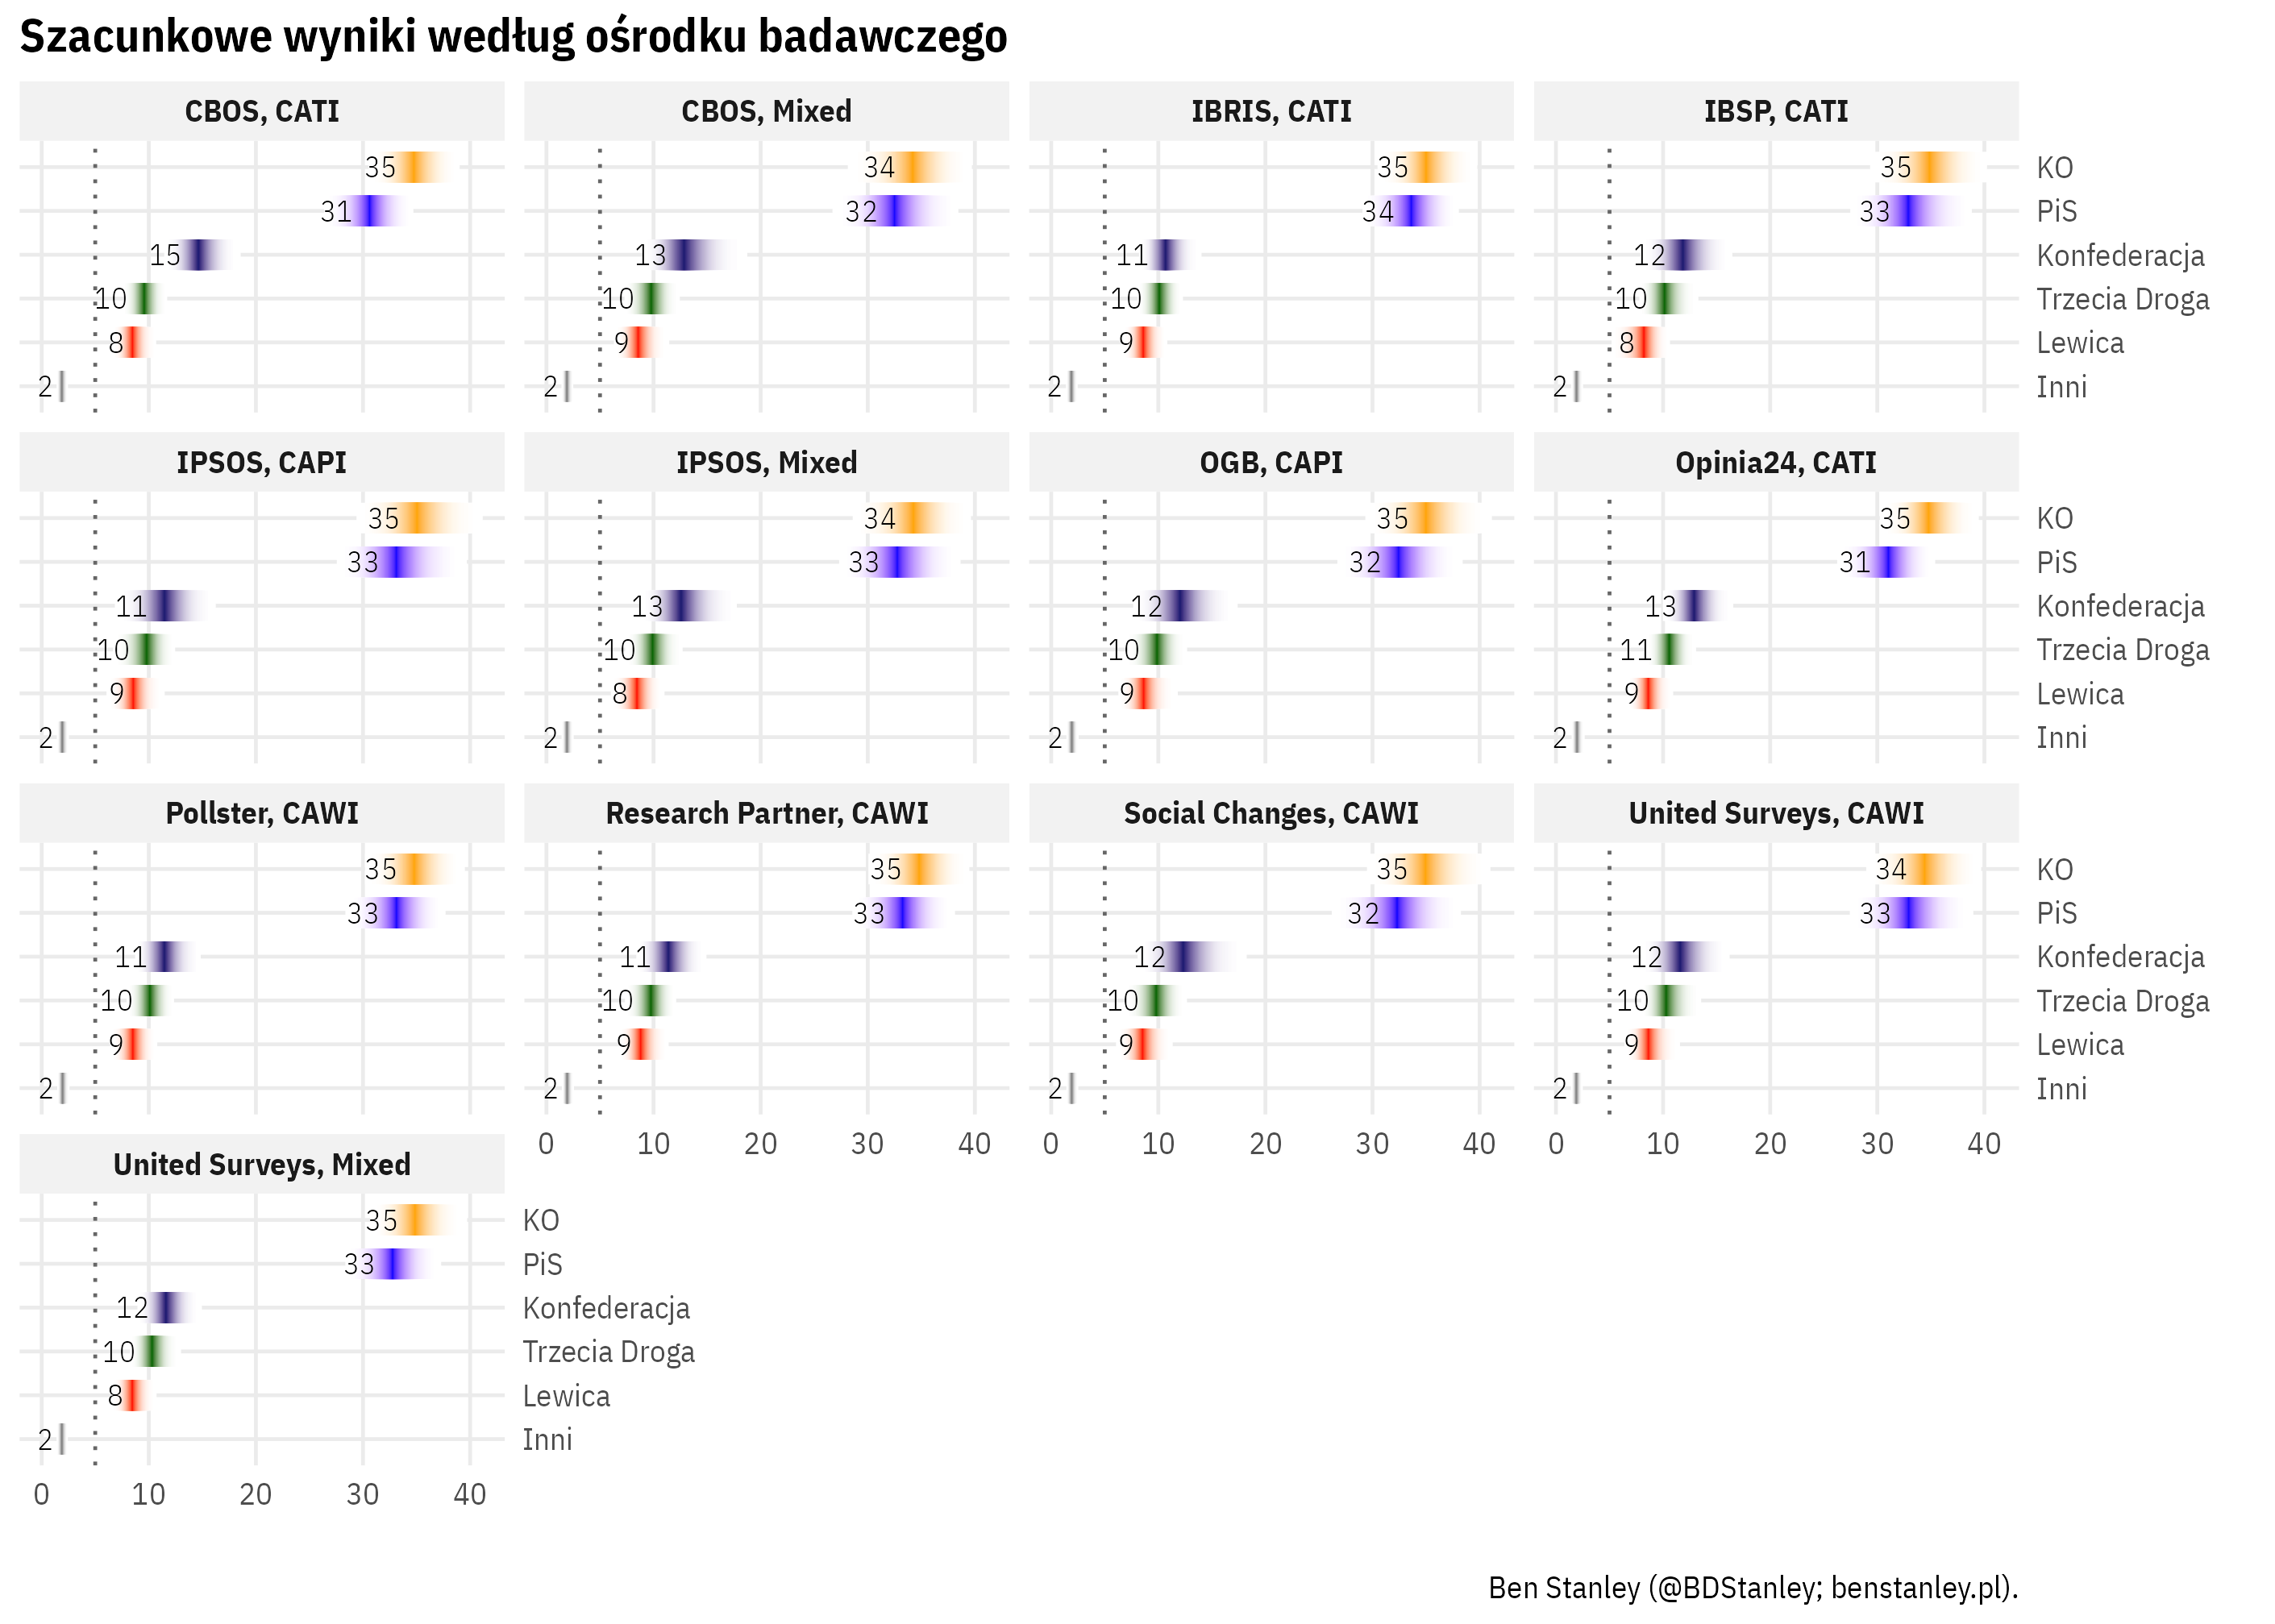 Szacunkowe wyniki według ośrodku badawczego
CBOS, CATI
CBOS, Mixed
IBRIS, CATI
IBSP, CATI
35 34 35 35 KO
31 32 34 33 PiS
15 13 11 12 Konfederacja
10 10 10 10 Trzecia Droga
8 9 9 8 Lewica
2 2 2 2 Inni
IPSOS, CAPI
IPSOS, Mixed
OGB, CAPI
Opinia24, CATI
35 34 35 35 KO
33 33 32 31 PiS
11 13 12 13 Konfederacja
10 10 10 11 Trzecia Droga
9 8 9 9 Lewica
2 2 2 2 Inni
Pollster, CAWI
Research Partner, CAWI
Social Changes, CAWI
United Surveys, CAWI
35 35 35 34 KO
33 33 32 33 PiS
11 11 12 12 Konfederacja
10 10 10 10 Trzecia Droga
9 9 9 9 Lewica
2 2 2 2 Inni
0 10 20 30 40 0 10 20 30 40 0 10 20 30 40
United Surveys, Mixed
35 KO
33 PiS
12 Konfederacja
10 Trzecia Droga
8 Lewica
2 Inni
0 10 20 30 40
Ben Stanley (@BDStanley; benstanley.pl).